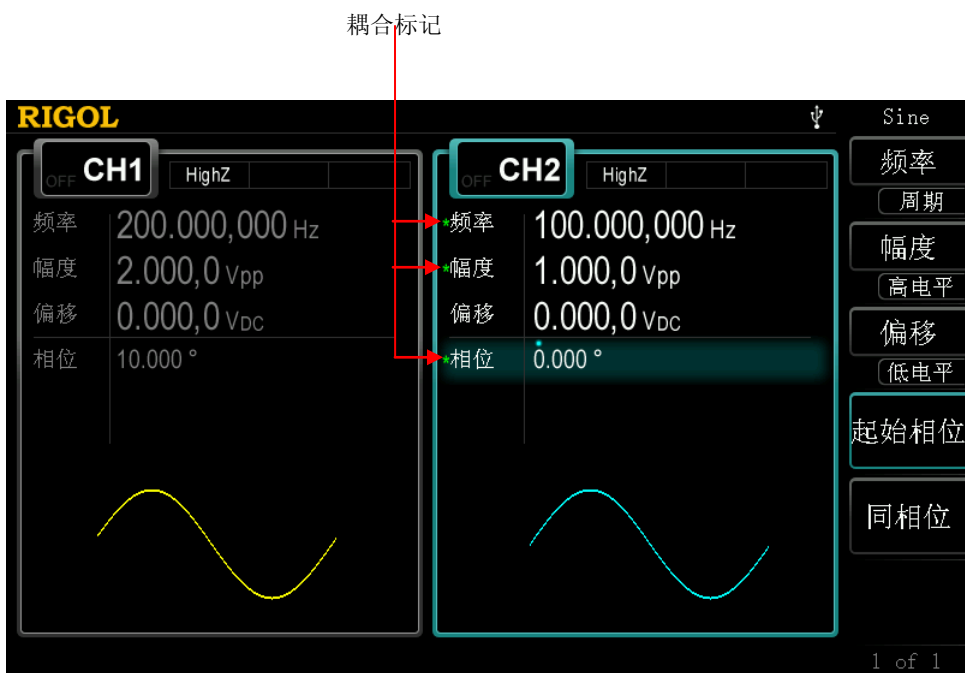 耦合标记
RIGOL
Sine
OFF CH1 HighZ
频率 200.000,000 Hz
幅度 2.000,0 Vpp
偏移 0.000,0 VDC
相位 10.000 °
OFF CH2 HighZ
*频率 100.000,000 Hz
*幅度 1.000,0 Vpp
偏移 0.000,0 VDC
*相位 0.000 °
频率
周期
幅度
高电平
偏移
低电平
起始相位
同相位
1 of 1